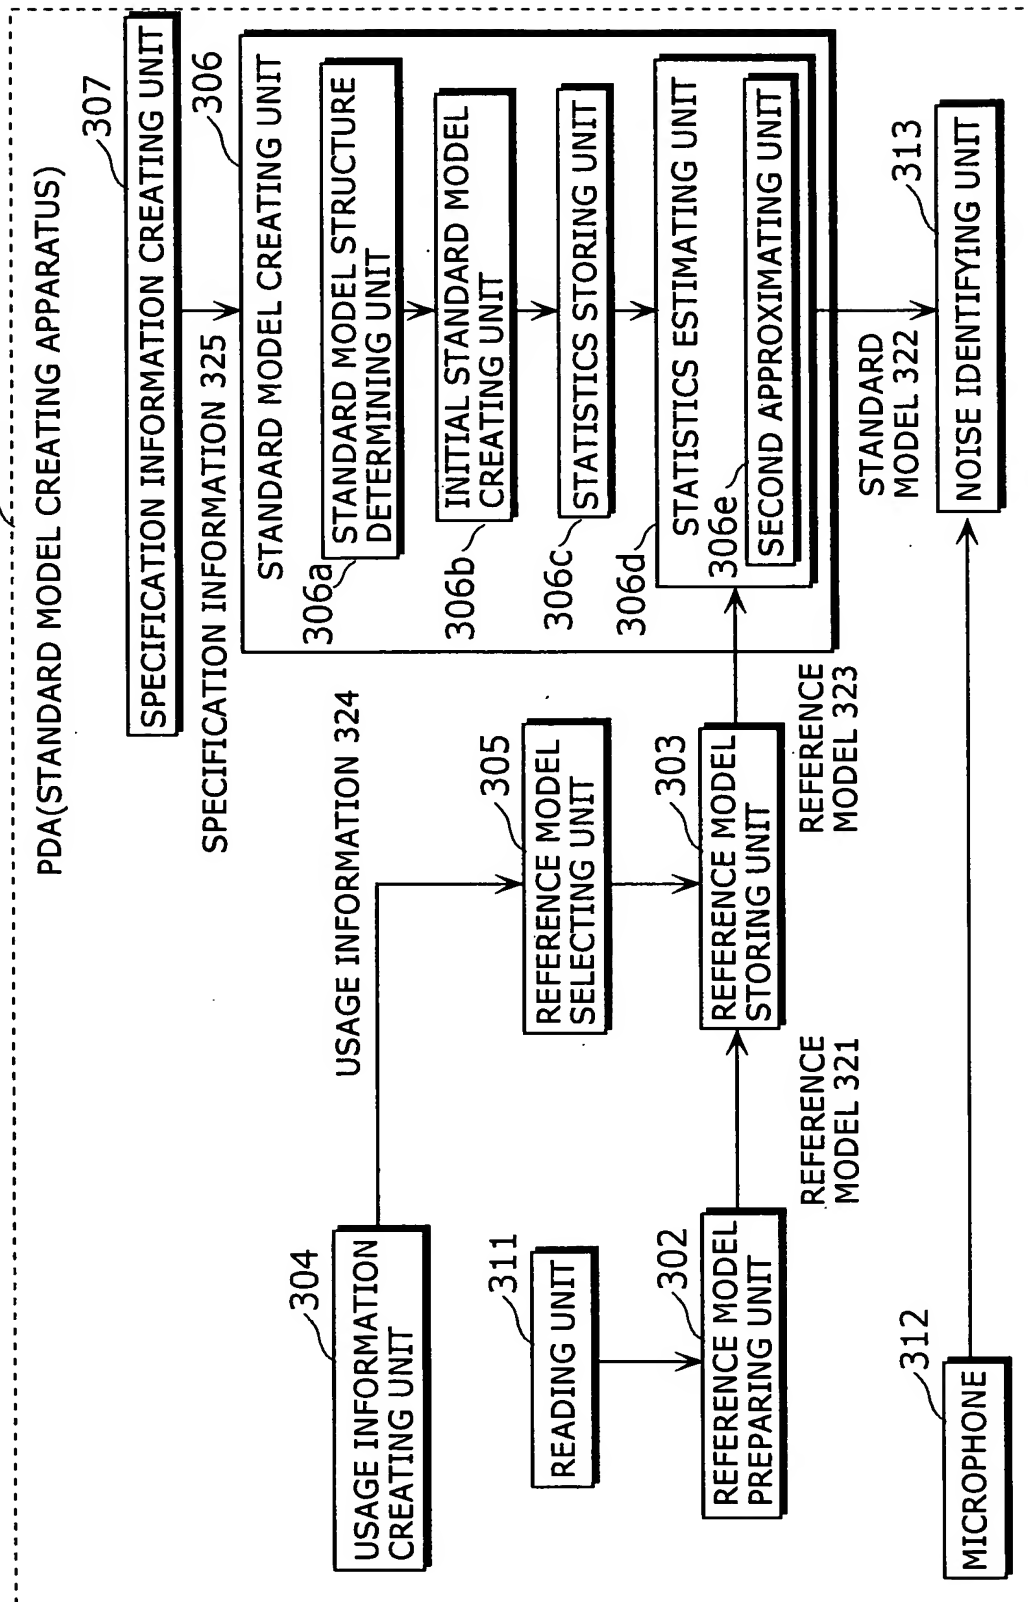 PDA(STANDARD MODEL CREATING APPARATUS)
307
SPECIFICATION INFORMATION CREATING UNIT
SPECIFICATION INFORMATION 325
306
STANDARD MODEL CREATING UNIT
306a
STANDARD MODEL STRUCTURE
DETERMINING UNIT
306b
INITIAL STANDARD MODEL
CREATING UNIT
306c
STATISTICS STORING UNIT
306d
STATISTICS ESTIMATING UNIT
306e
SECOND APPROXIMATING UNIT
304
USAGE INFORMATION
CREATING UNIT
USAGE INFORMATION 324
305
REFERENCE MODEL
SELECTING UNIT
311
READING UNIT
302
REFERENCE MODEL
PREPARING UNIT
REFERENCE
MODEL 321
303
REFERENCE MODEL
STORING UNIT
REFERENCE
MODEL 323
STANDARD
MODEL 322
312
MICROPHONE
313
NOISE IDENTIFYING UNIT